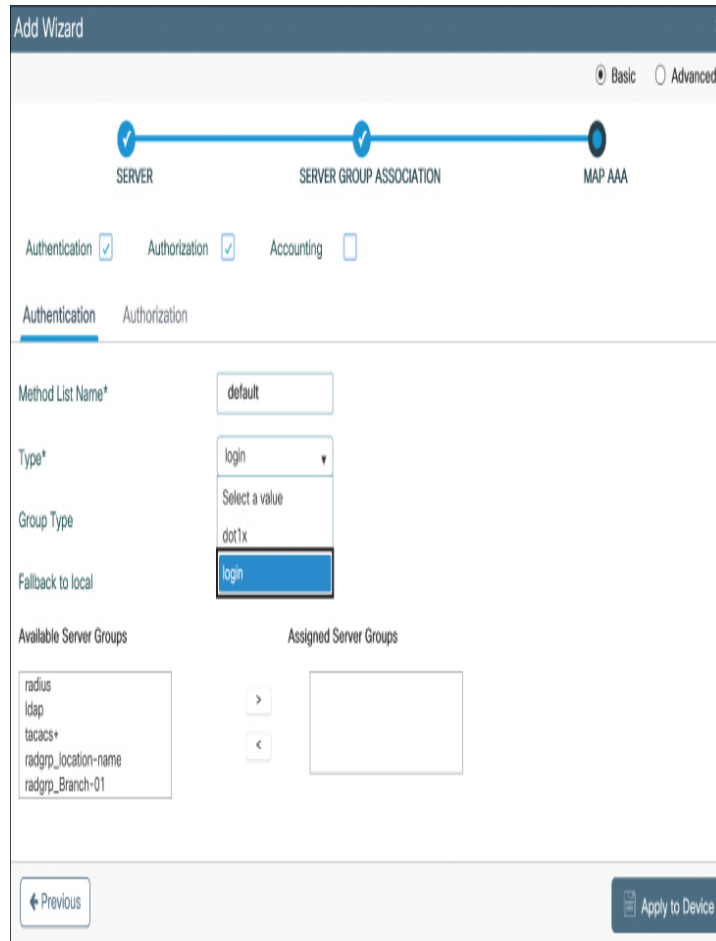 Add Wizard
Basic Advanced
SERVER SERVER GROUP ASSOCIATION MAP AAA
Authentication Authorization Accounting
Authentication Authorization
Method List Name* default
Type* login
Select a value
Group Type
dot1x
login
Fallback to local
Available Server Groups Assigned Server Groups
radius
ldap
tacacs+
radgrp_location-name
radgrp_Branch-01
>
<
Previous Apply to Device